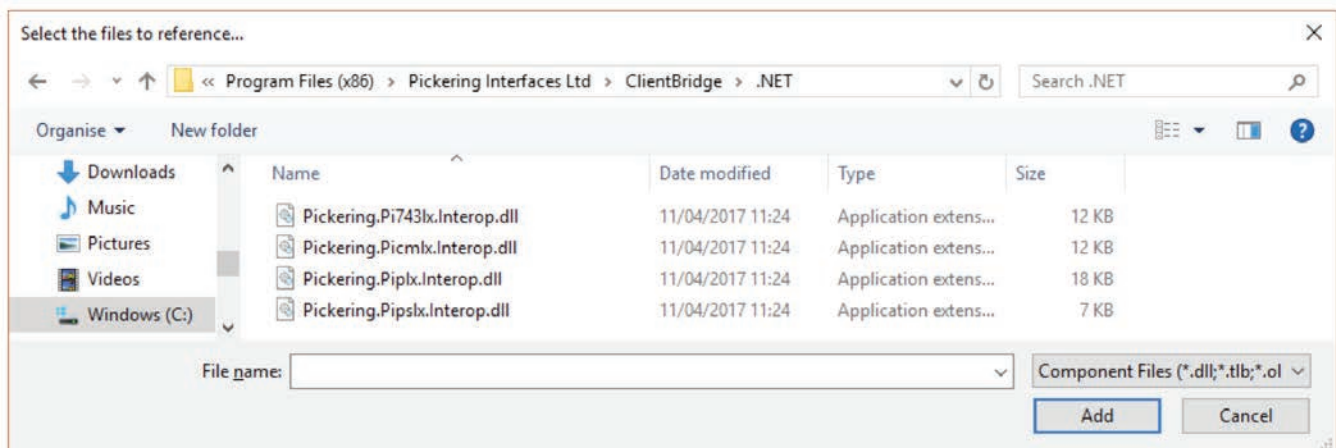 Select the files to reference...
« Program Files (x86) > Pickering Interfaces Ltd > ClientBridge > .NET
Search .NET
Organise
New folder
Downloads
Music
Pictures
Videos
Windows (C:)
Name Date modified Type Size
Pickering.Pi743lx.Interop.dll 11/04/2017 11:24 Application extens... 12 KB
Pickering.Picmlx.Interop.dll 11/04/2017 11:24 Application extens... 12 KB
Pickering.Piplx.Interop.dll 11/04/2017 11:24 Application extens... 18 KB
Pickering.Pipslx.Interop.dll 11/04/2017 11:24 Application extens... 7 KB
File name:
Component Files (*.dll;*.tlb;*.ol
Add
Cancel